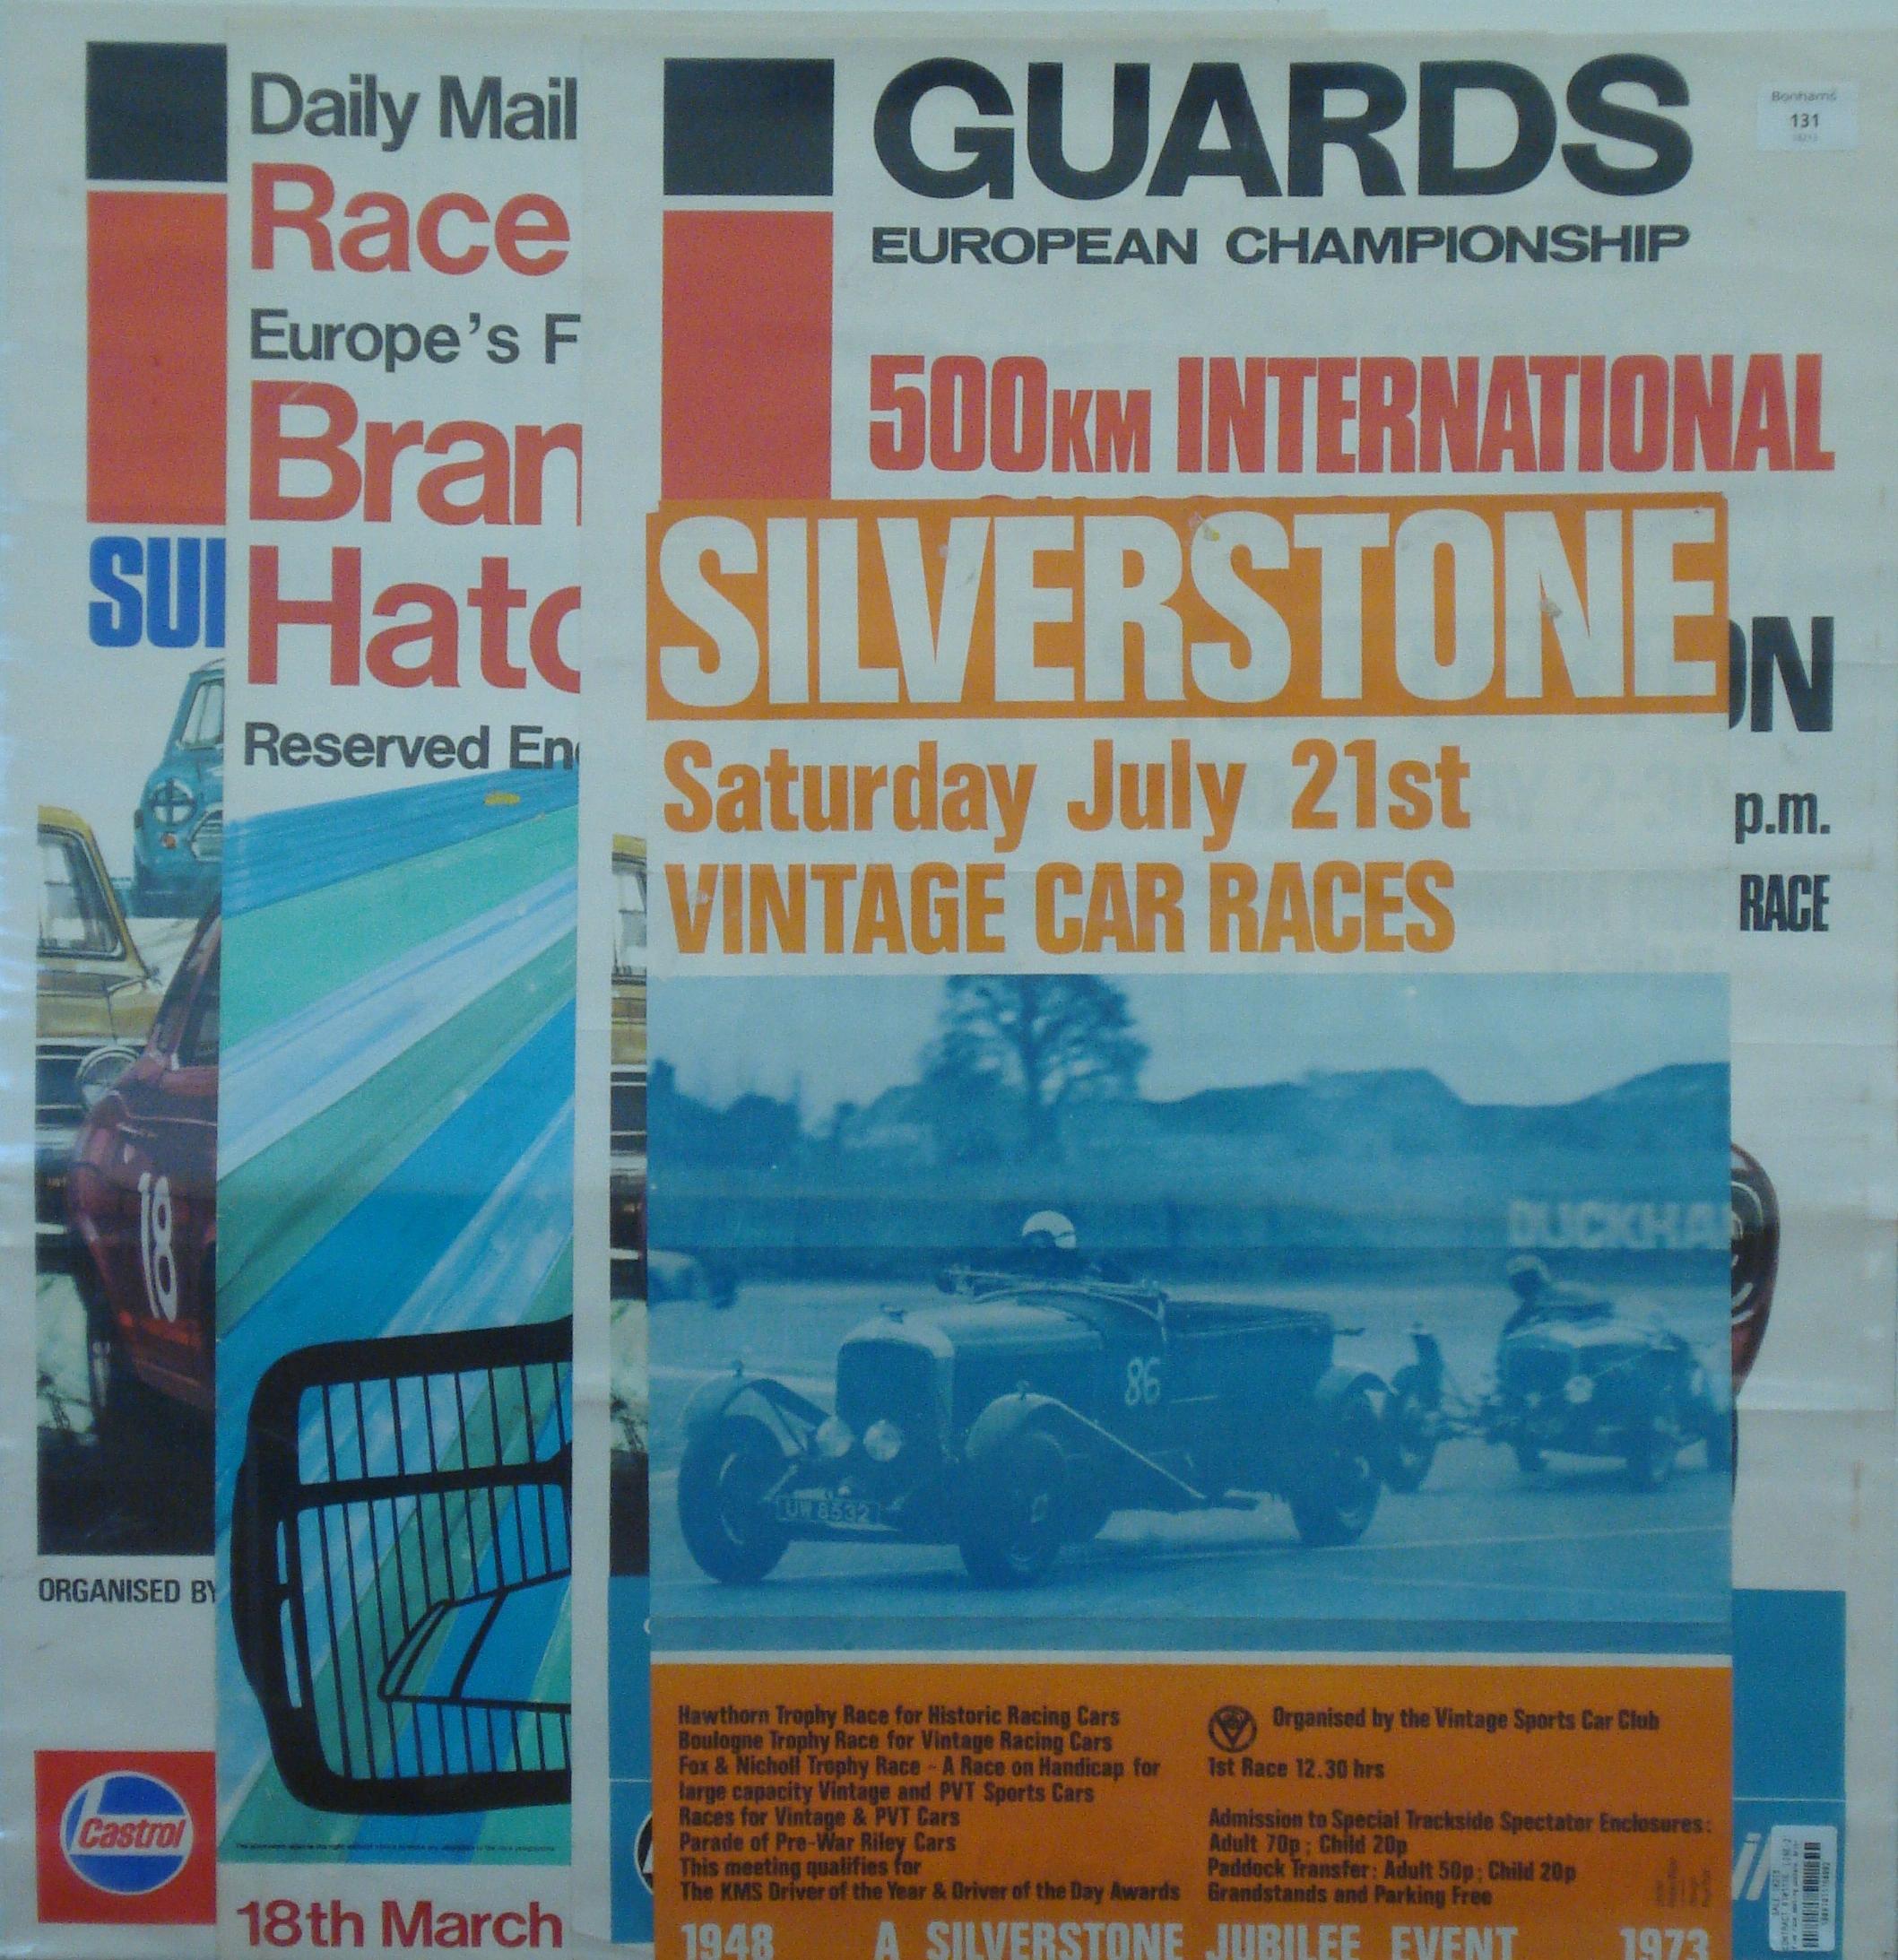 SUI
18
ORGANISED BY
Castrol
Daily Mail
Race
Europe's F
Bran
Hatc
Reserved En
18th March
GUARDS
EUROPEAN CHAMPIONSHIP
500KM INTERNATIONAL
ON
p.m.
RACE
Bonhams
131
SILVERSTONE
Saturday July 21st
VINTAGE CAR RACES
DUCKHA
86
UW 8532
Hawthorn Trophy Race for Historic Racing Cars
Boulogne Trophy Race for Vintage Racing Cars
Fox & Nicholl Trophy Race - A Race on Handicap for
large capacity Vintage and PVT Sports Cars
Races for Vintage & PVT Cars
Parade of Pre-War Riley Cars
This meeting qualifies for
The KMS Driver of the Year & Driver of the Day Awards
Organised by the Vintage Sports Car Club
1st Race 12.30 hrs
Admission to Special Trackside Spectator Enclosures:
Adult 70p; Child 20p
Paddock Transfer: Adult 50p; Child 20p
Grandstands and Parking Free
1948 A SILVERSTONE JUBILEE EVENT 1973